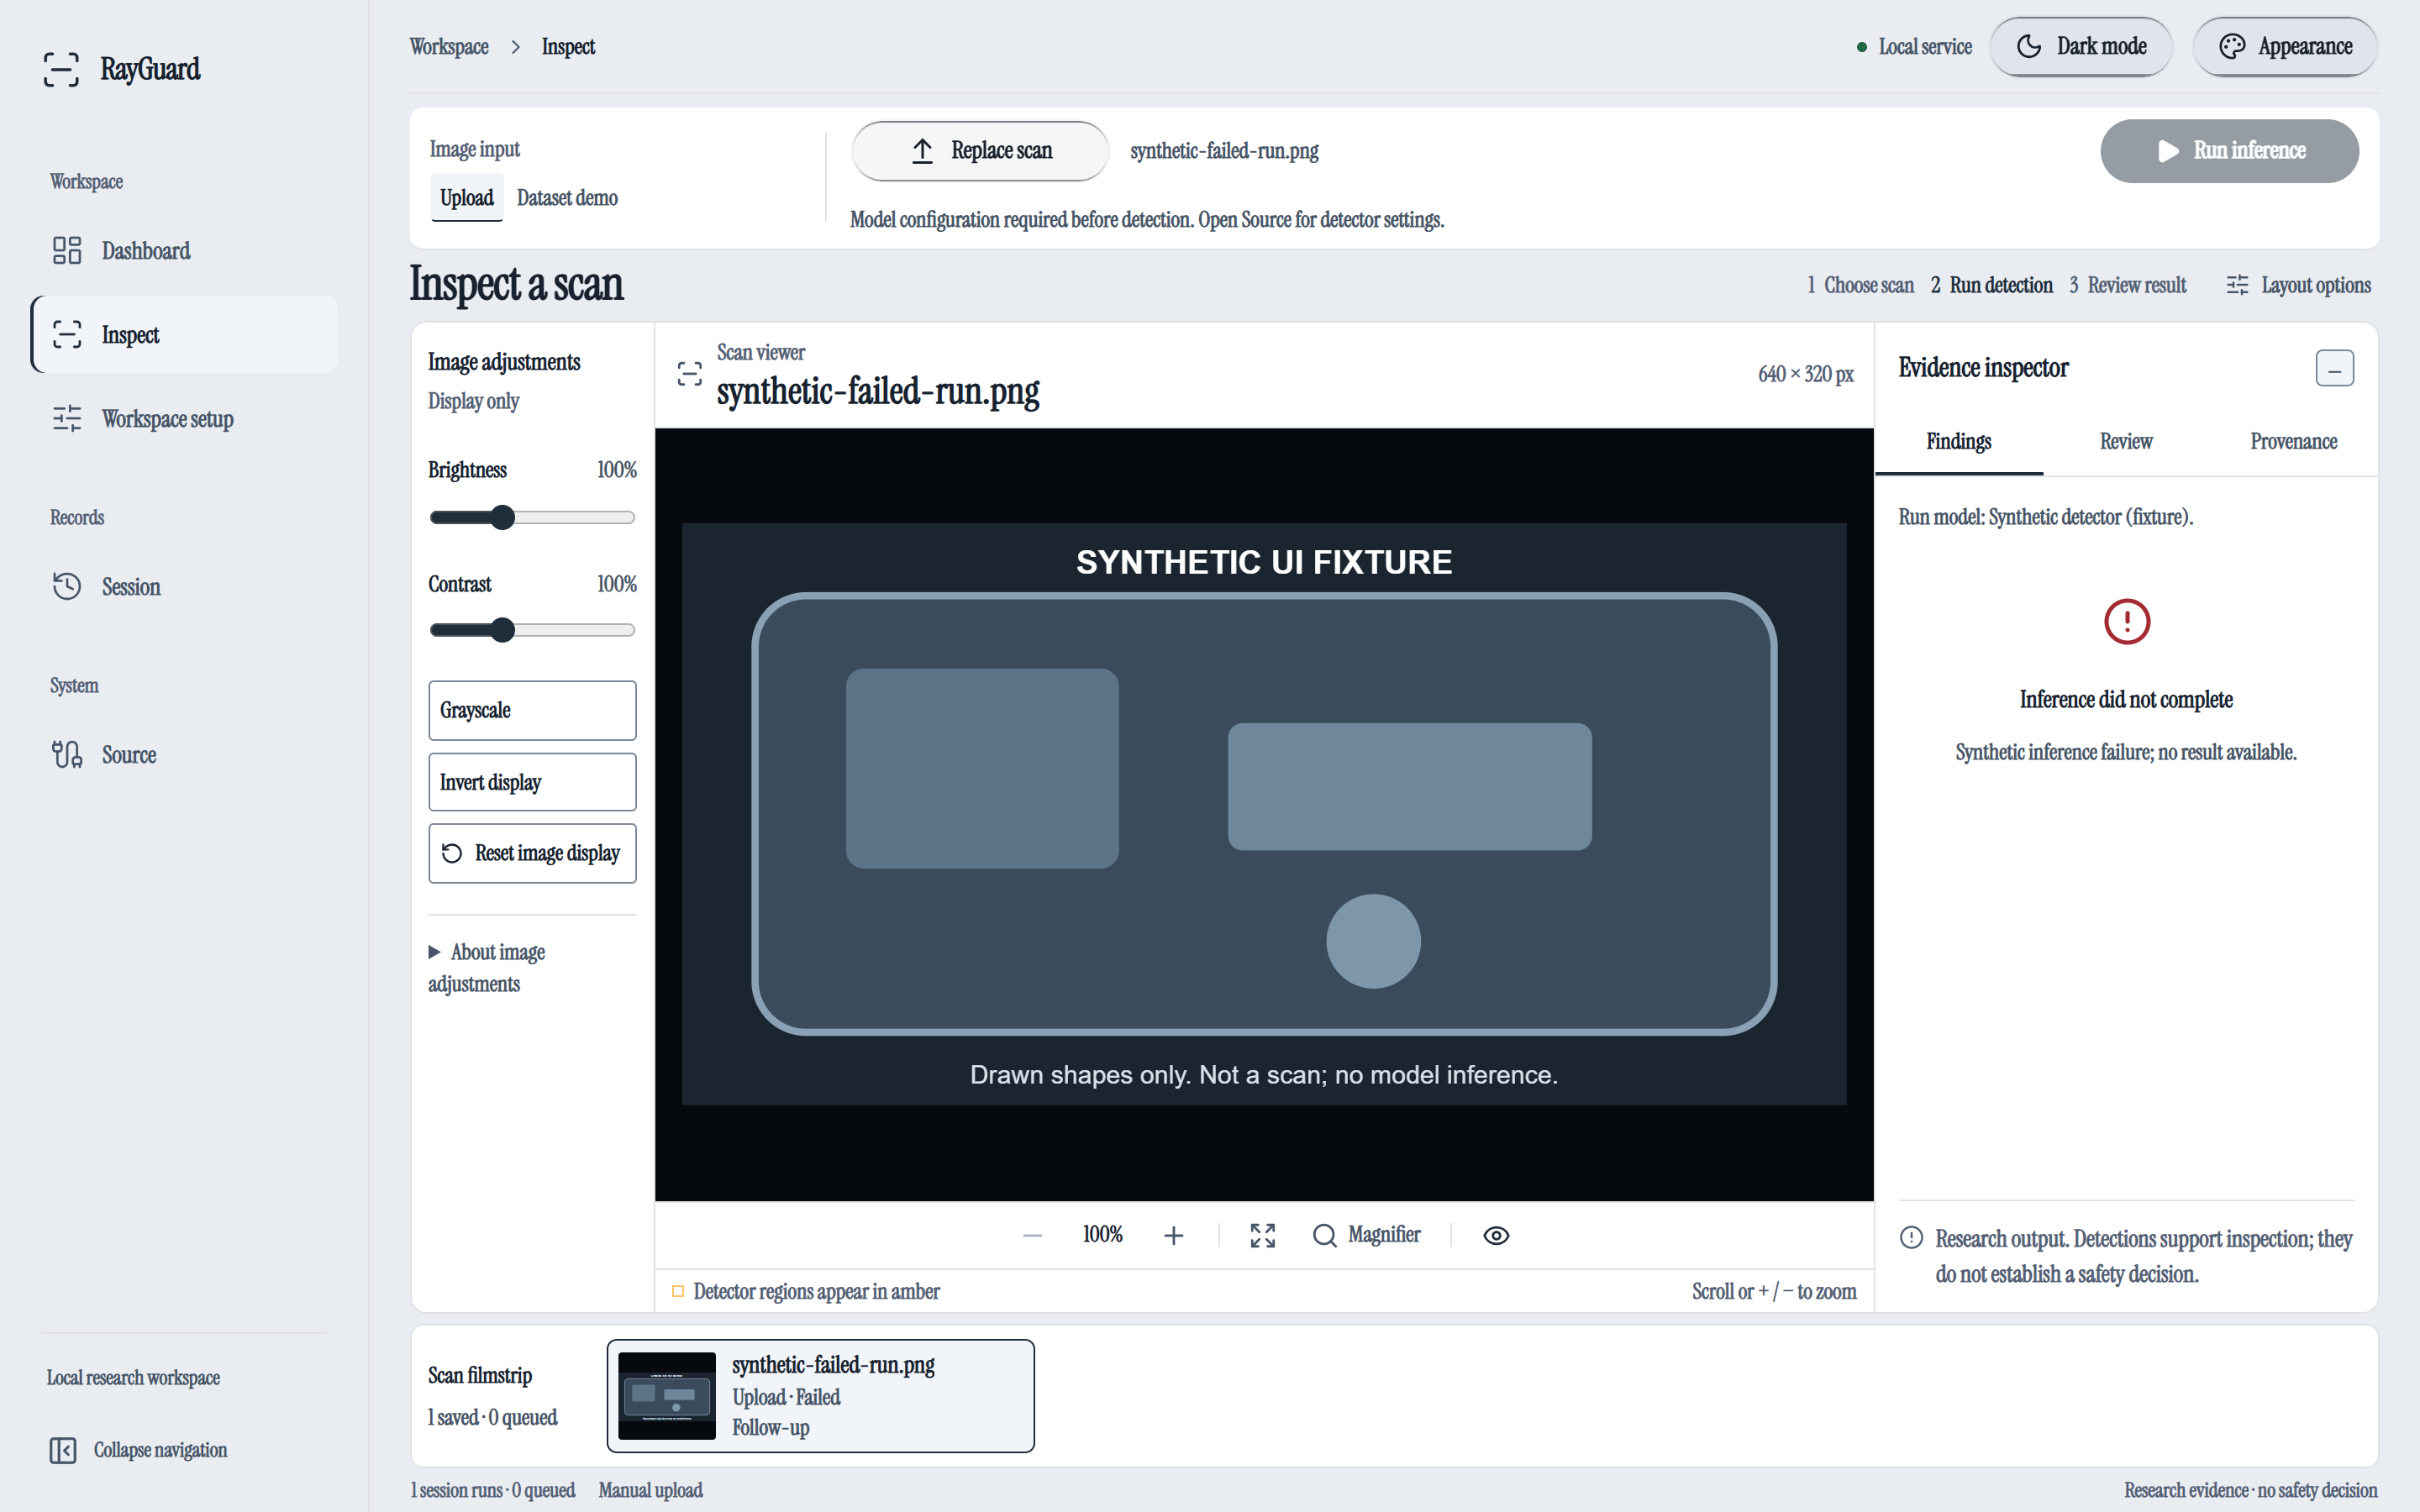 RayGuard
Workspace
Dashboard
Inspect
Workspace setup
Records
Session
System
Source
Local research workspace
Collapse navigation
Workspace > Inspect
Local service
Dark mode
Appearance
Image input
Upload
Dataset demo
Replace scan
synthetic-failed-run.png
Run inference
Model configuration required before detection. Open Source for detector settings.
Inspect a scan
1 Choose scan 2 Run detection 3 Review result
Layout options
Image adjustments
Display only
Brightness 100%
Contrast 100%
Grayscale
Invert display
Reset image display
About image
adjustments
Scan viewer
synthetic-failed-run.png
640 × 320 px
SYNTHETIC UI FIXTURE
Drawn shapes only. Not a scan; no model inference.
100%
Magnifier
Detector regions appear in amber
Scroll or + / − to zoom
Evidence inspector
Findings
Review
Provenance
Run model: Synthetic detector (fixture).
Inference did not complete
Synthetic inference failure; no result available.
Research output. Detections support inspection; they
do not establish a safety decision.
Scan filmstrip
1 saved · 0 queued
synthetic-failed-run.png
Upload · Failed
Follow-up
1 session runs · 0 queued
Manual upload
Research evidence · no safety decision